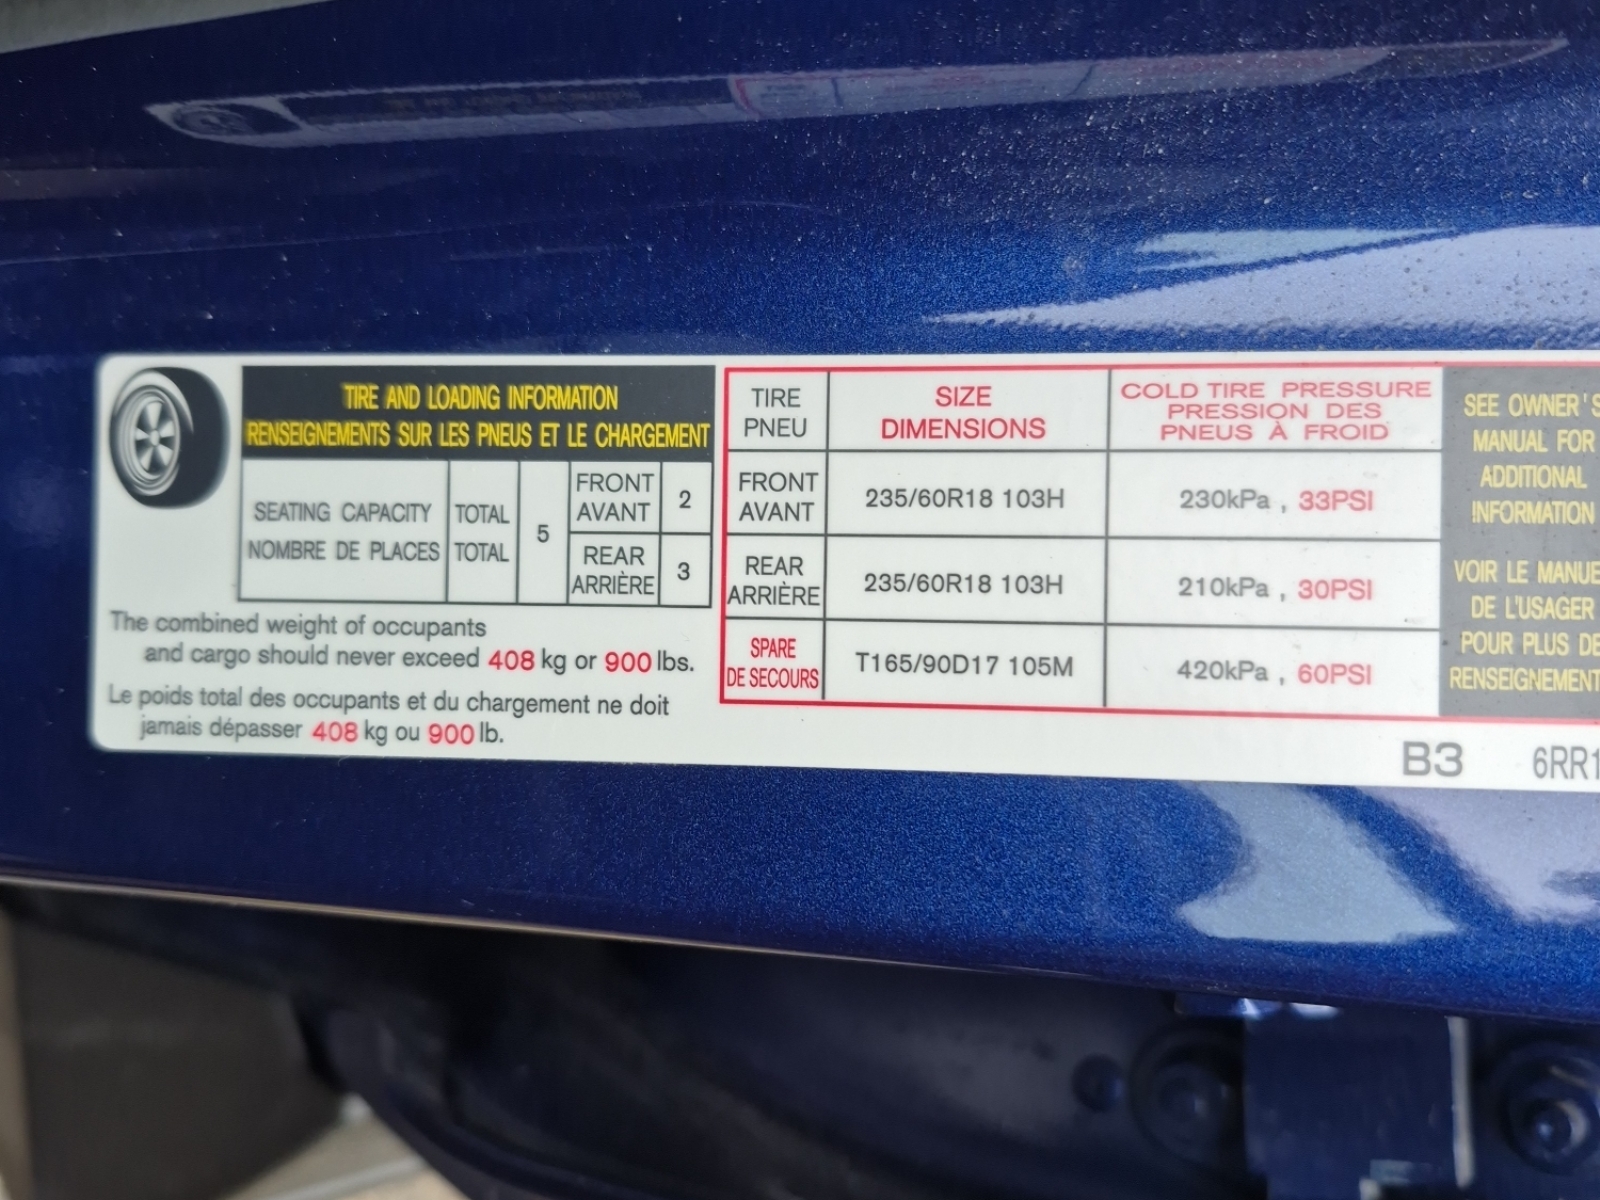 TIRE AND LOADING INFORMATION
RENSEIGNEMENTS SUR LES PNEUS ET LE CHARGEMENT
SEATING CAPACITY TOTAL
NOMBRE DE PLACES TOTAL
5
FRONT
AVANT
2
REAR
ARRIÈRE
3
The combined weight of occupants
and cargo should never exceed 408 kg or 900 lbs.
Le poids total des occupants et du chargement ne doit
jamais dépasser 408 kg ou 900 lb.
TIRE
PNEU
SIZE
DIMENSIONS
COLD TIRE PRESSURE
PRESSION DES
PNEUS À FROID
FRONT
AVANT
235/60R18 103H
230kPa , 33PSI
REAR
ARRIÈRE
235/60R18 103H
210kPa , 30PSI
SPARE
DE SECOURS
T165/90D17 105M
420kPa , 60PSI
SEE OWNER'S
MANUAL FOR
ADDITIONAL
INFORMATION
VOIR LE MANUE
DE L'USAGER
POUR PLUS DE
RENSEIGNEMENT
B3 6RR1